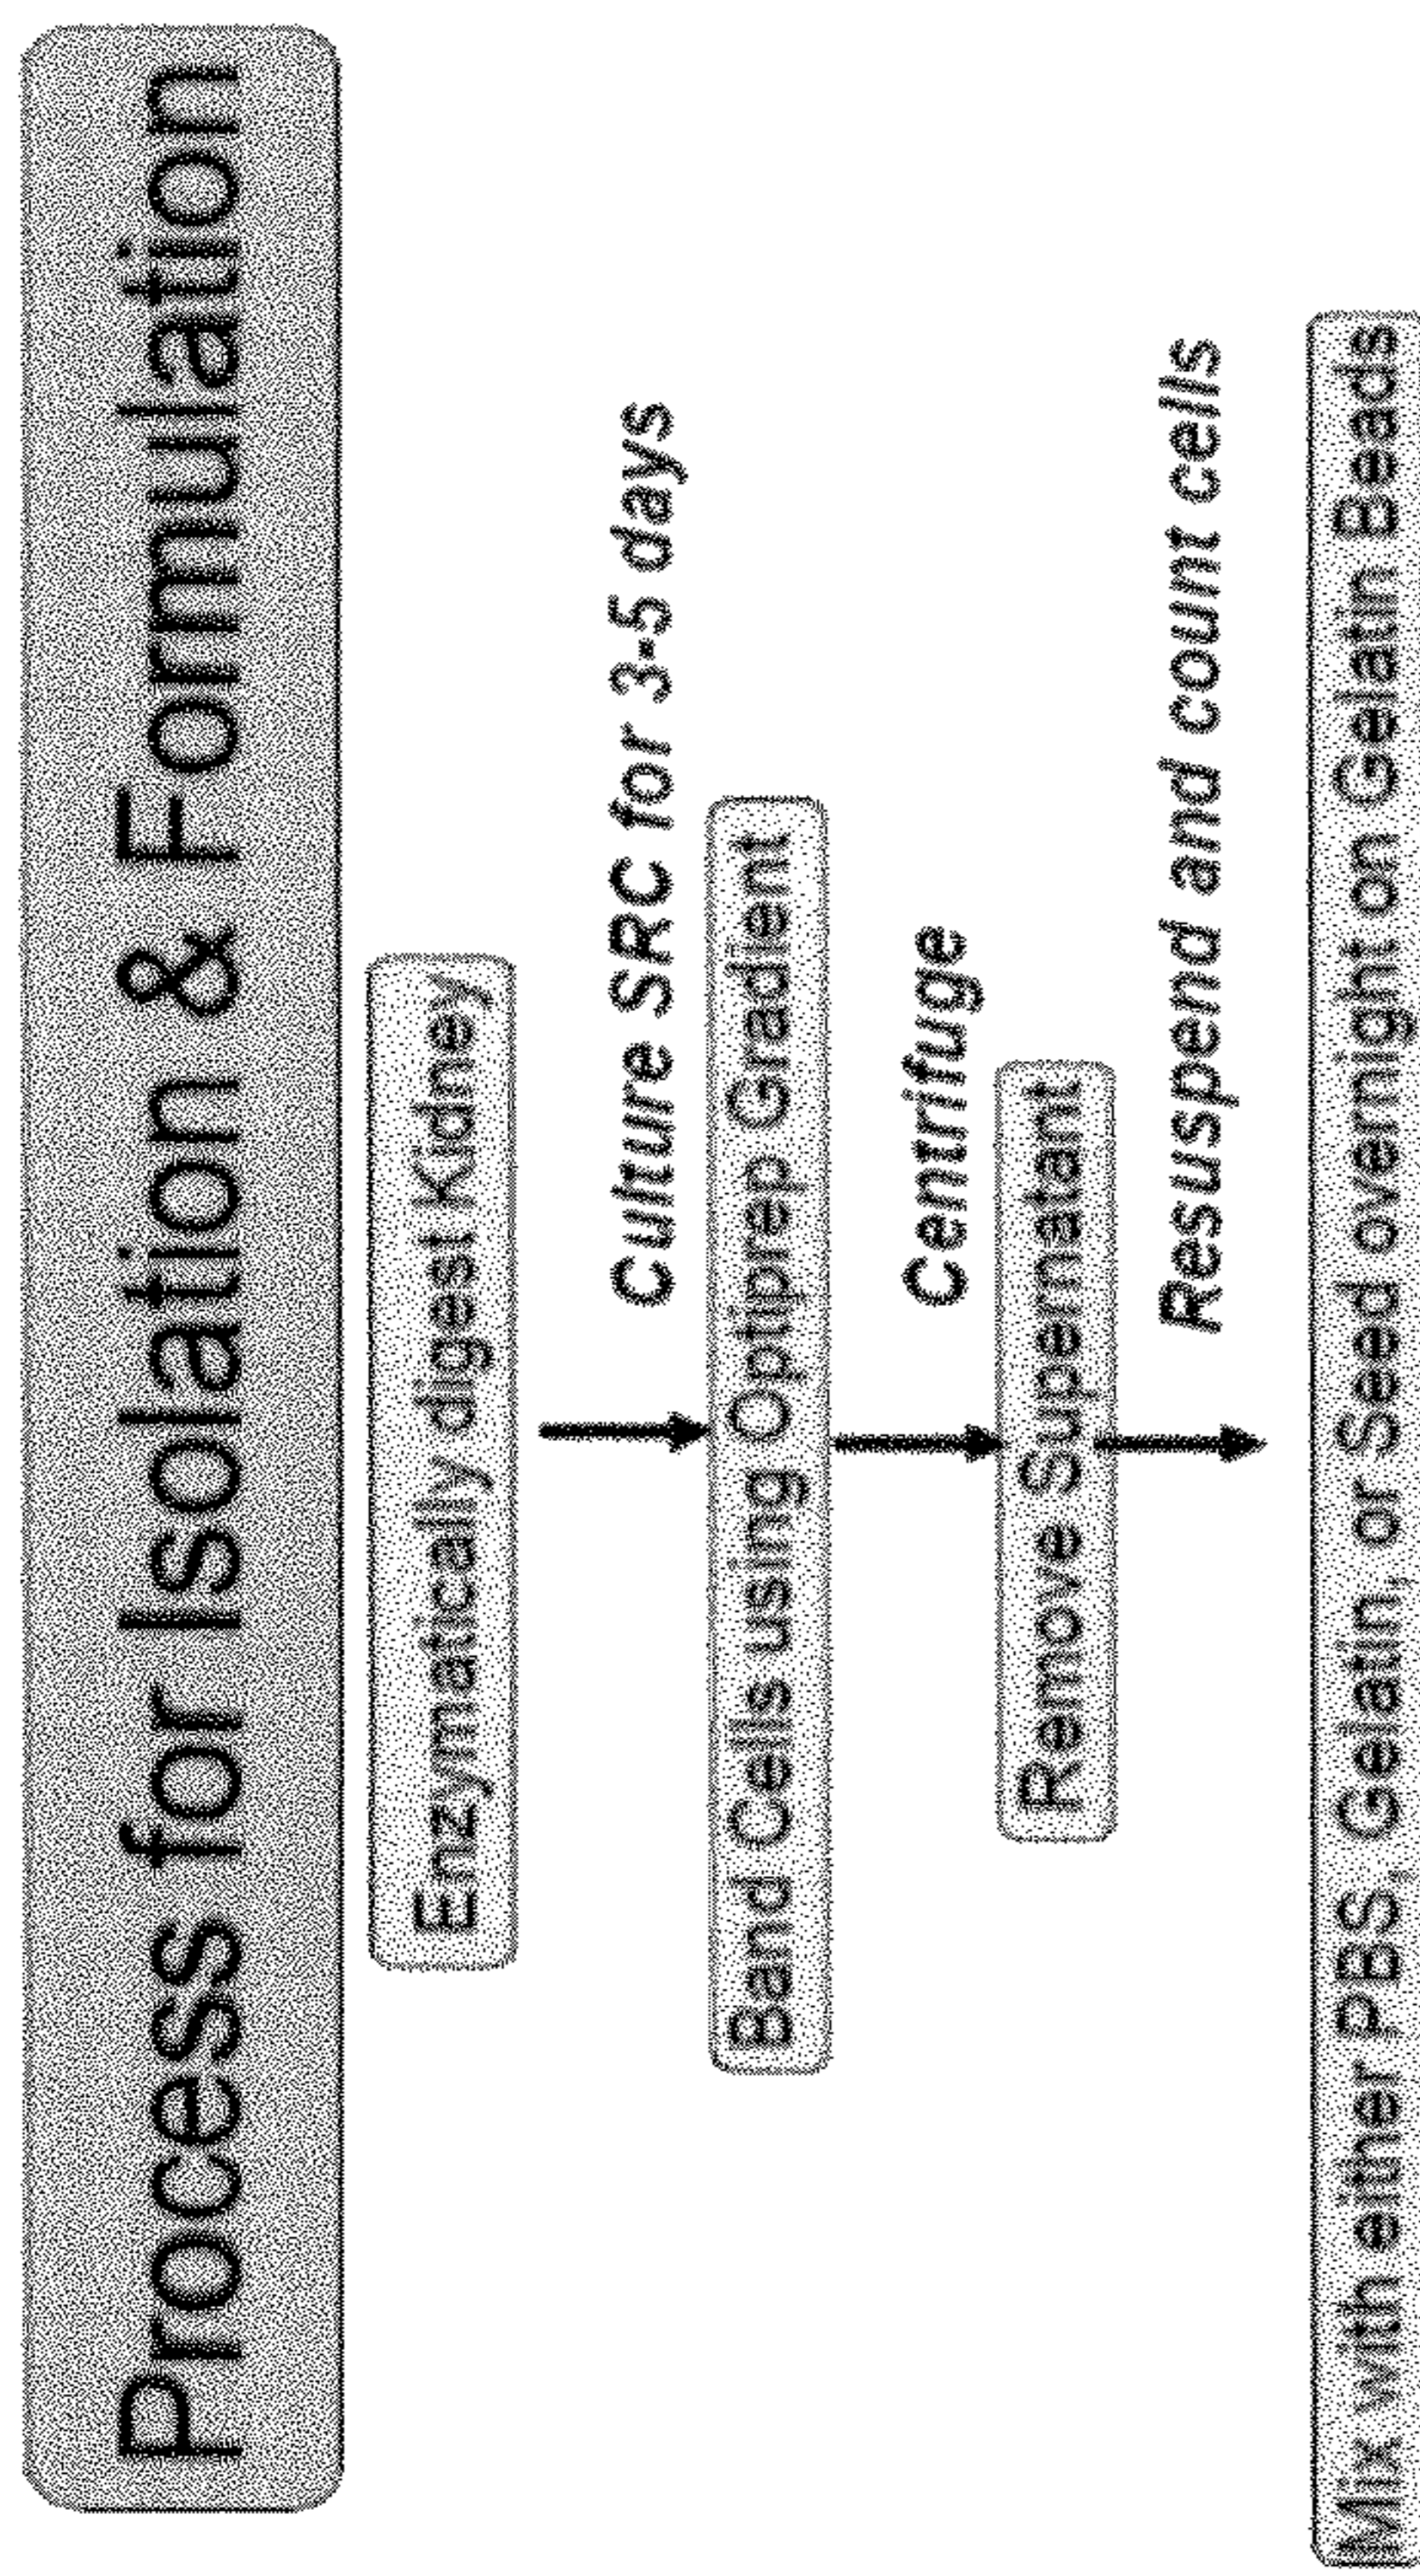 Process for Isolation & Formulation
Enzymatically digest Kidney
Culture SRC for 3-5 days
Band Cells using Optiprep Gradient
Centrifuge
Remove Supernatant
Resuspend and count cells
Mix with either PBS, Gelatin, or Seed overnight on Gelatin Beads